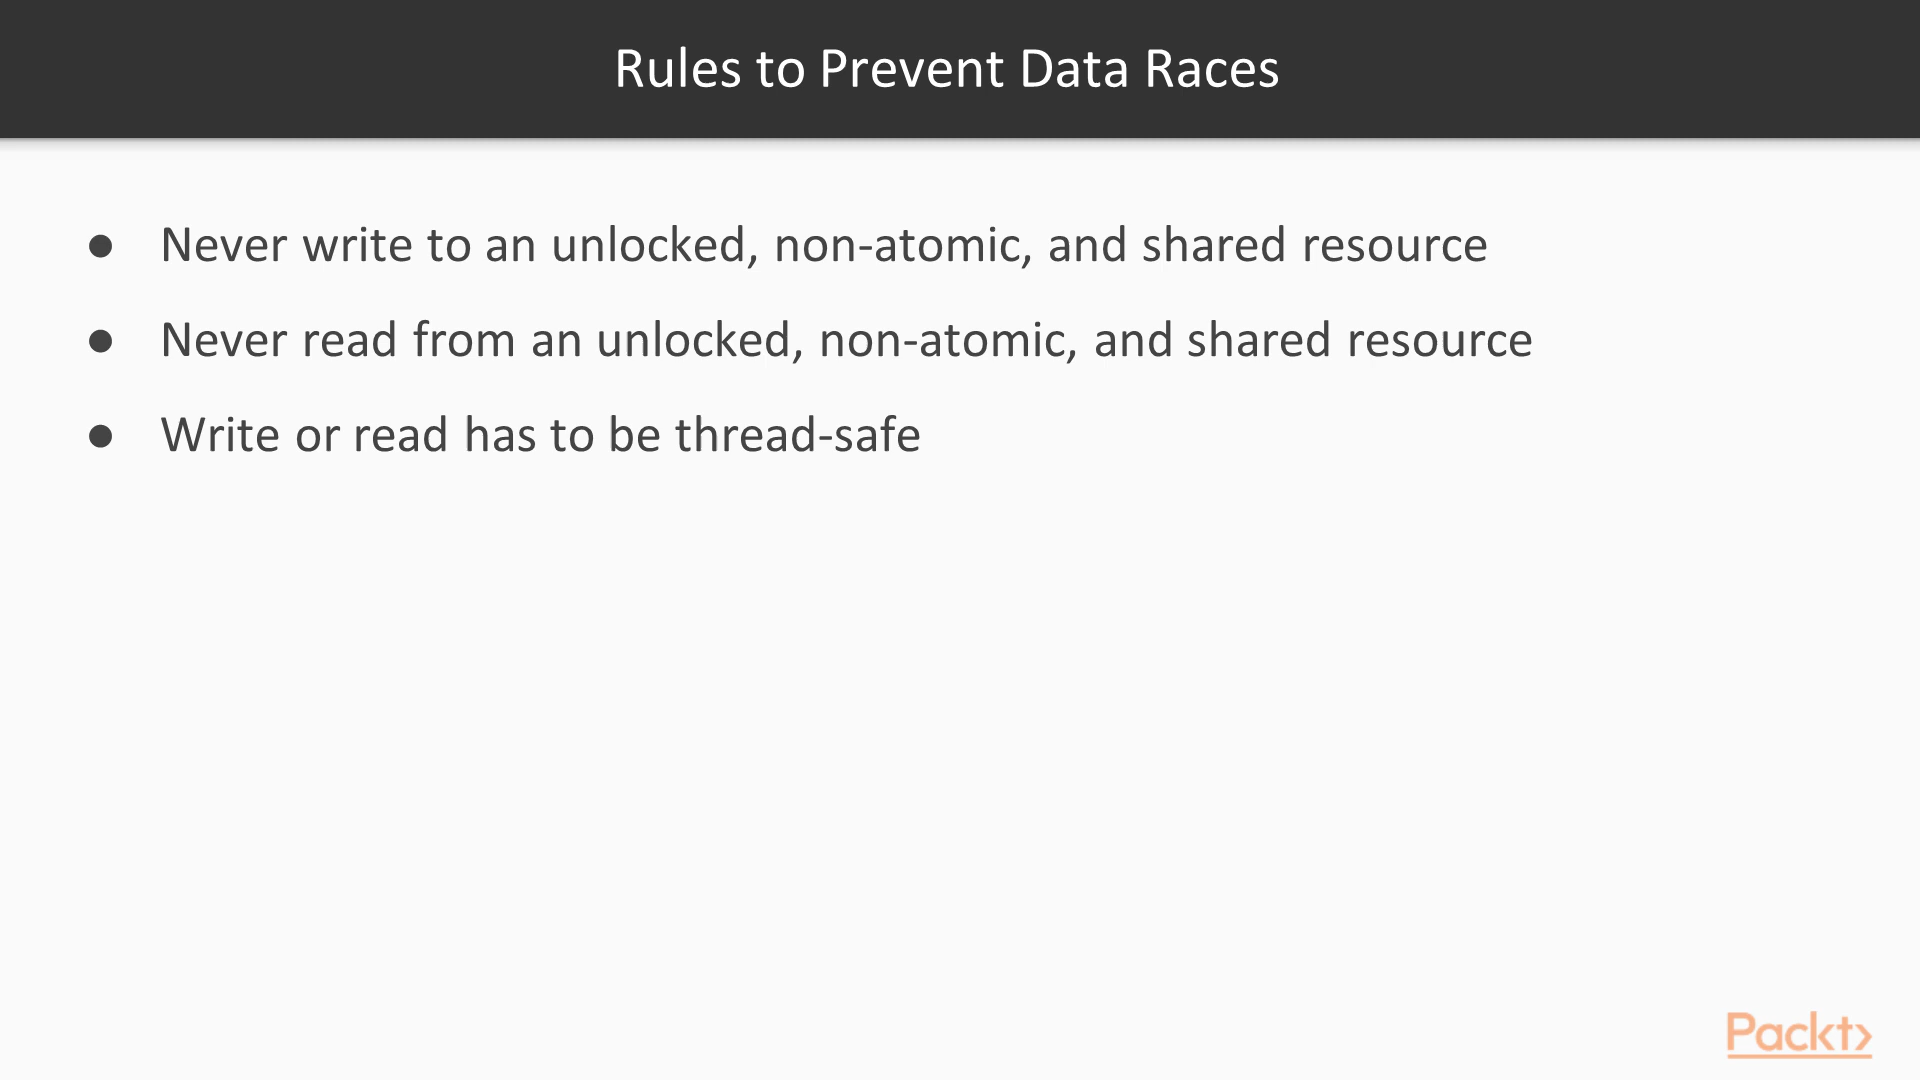 Rules to Prevent Data Races
● Never write to an unlocked, non-atomic, and shared resource
● Never read from an unlocked, non-atomic, and shared resource
● Write or read has to be thread-safe
Packt>